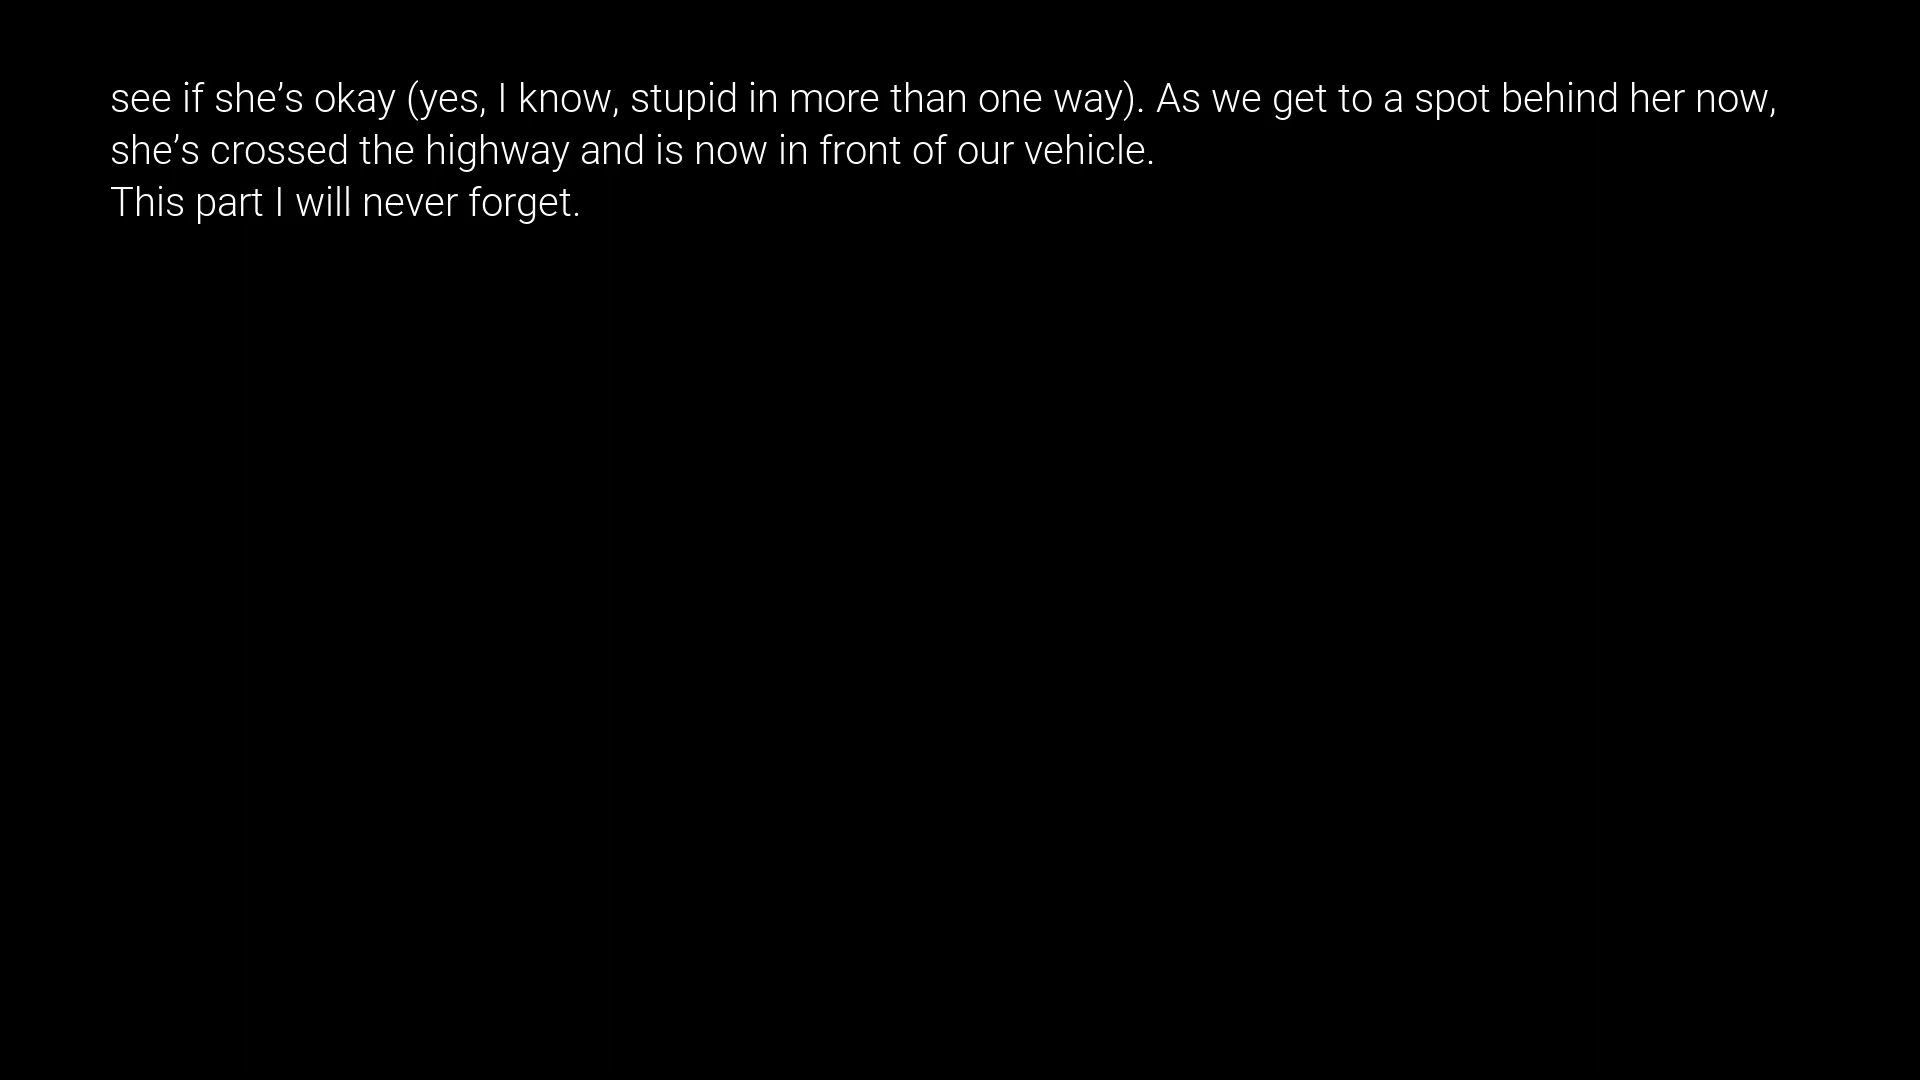 see if she’s okay (yes, I know, stupid in more than one way). As we get to a spot behind her now,
she’s crossed the highway and is now in front of our vehicle.
This part I will never forget.